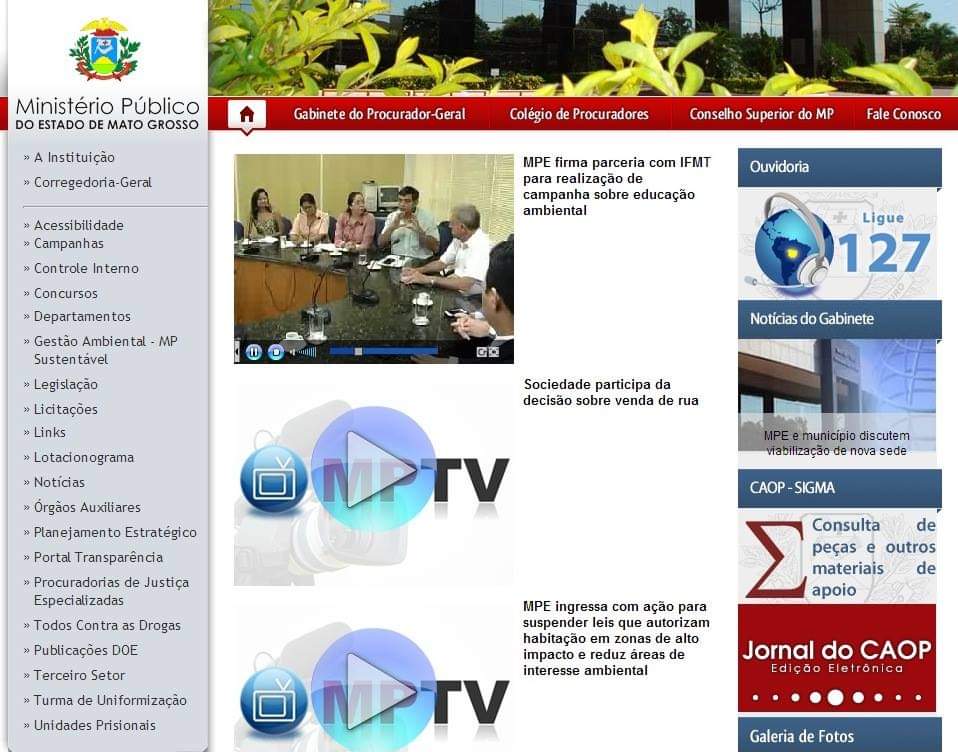 Ministério Público
DO ESTADO DE MATO GROSSO
Gabinete do Procurador-Geral
Colégio de Procuradores
Conselho Superior do MP
Fale Conosco
» A Instituição
» Corregedoria-Geral
» Acessibilidade
» Campanhas
» Controle Interno
» Concursos
» Departamentos
» Gestão Ambiental - MP
Sustentável
» Legislação
» Licitações
» Links
» Lotacionograma
» Notícias
» Órgãos Auxiliares
» Planejamento Estratégico
» Portal Transparência
» Procuradorias de Justiça
Especializadas
» Todos Contra as Drogas
» Publicações DOE
» Terceiro Setor
» Turma de Uniformização
» Unidades Prisionais
MPE firma parceria com IFMT
para realização de
campanha sobre educação
ambiental
Sociedade participa da
decisão sobre venda de rua
MPTV
MPE ingressa com ação para
suspender leis que autorizam
habitação em zonas de alto
impacto e reduz áreas de
interesse ambiental
MPTV
Ouvidoria
Ligue
127
Notícias do Gabinete
MPE e município discutem
viabilização de nova sede
CAOP - SIGMA
Σ
Consulta de
peças e outros
materiais de
apoio
Jornal do CAOP
Edição Eletrônica
Galeria de Fotos